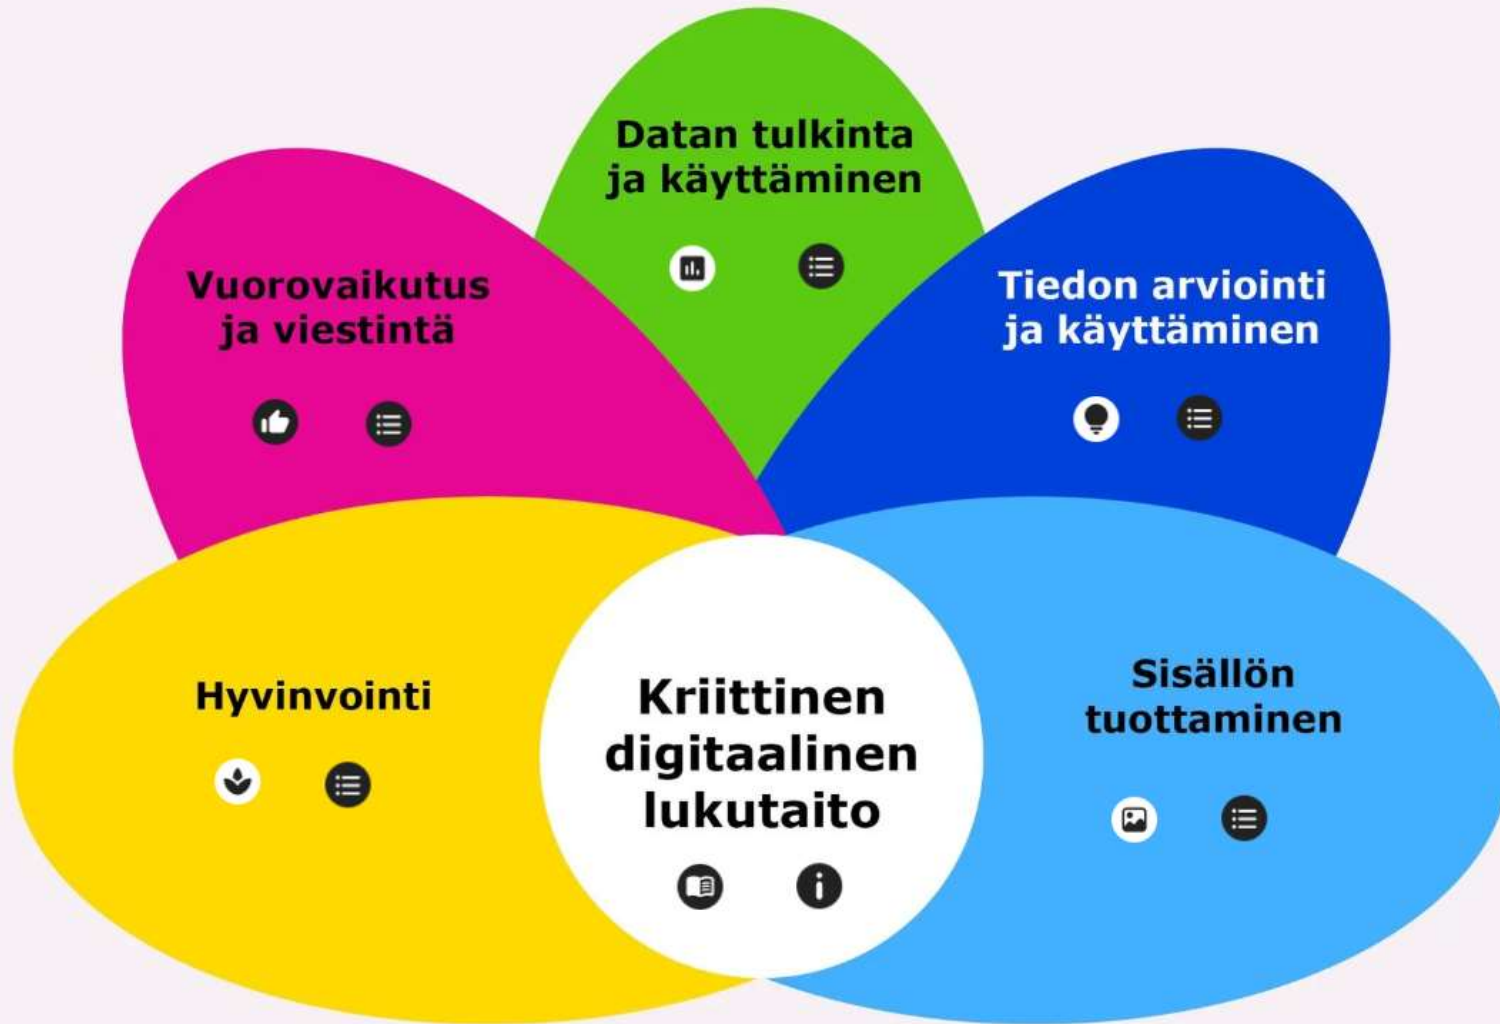 Datan tulkinta
ja käyttäminen
Vuorovaikutus
ja viestintä
Tiedon arviointi
ja käyttäminen
Hyvinvointi
Kriittinen
digitaalinen
lukutaito
Sisällön
tuottaminen